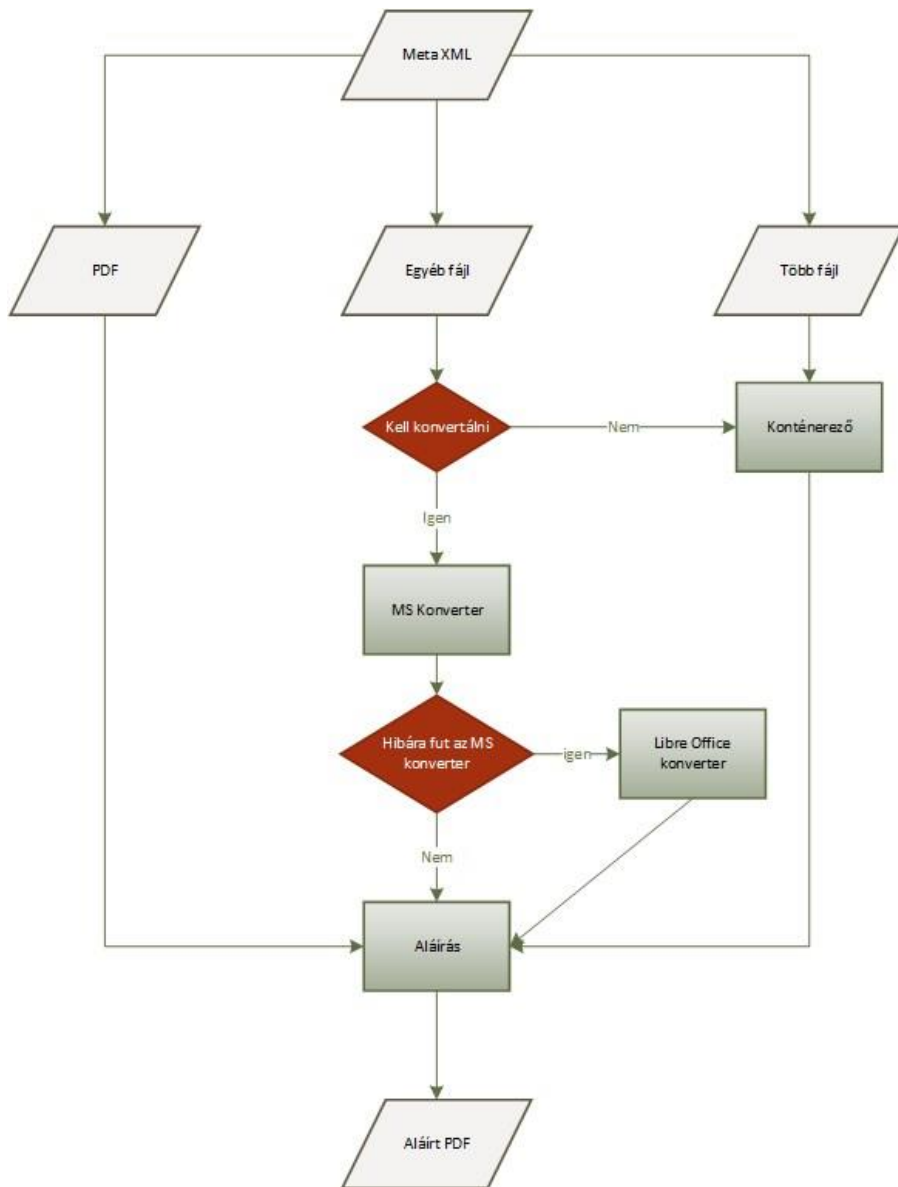 Meta XML
PDF
Egyéb fájl
Több fájl
Kell konvertálni
Nem
Konténerező
Igen
MS Konverter
Hibára fut az MS
konverter
igen
Libre Office
konverter
Nem
Aláírás
Aláírt PDF